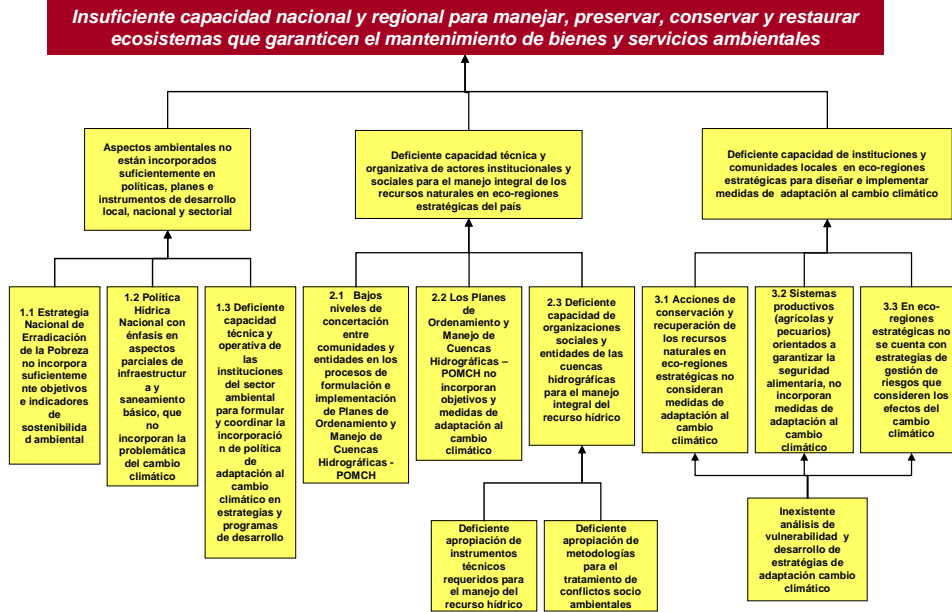 Insuficiente capacidad nacional y regional para manejar, preservar, conservar y restaurar
ecosistemas que garanticen el mantenimiento de bienes y servicios ambientales
Aspectos ambientales no
están incorporados
suficientemente en
políticas, planes e
instrumentos de desarrollo
local, nacional y sectorial
Deficiente capacidad técnica y
organizativa de actores institucionales y
sociales para el manejo integral de los
recursos naturales en eco-regiones
estratégicas del país
Deficiente capacidad de instituciones y
comunidades locales en eco-regiones
estratégicas para diseñar e implementar
medidas de adaptación al cambio climático
1.1 Estrategia
Nacional de
Erradicación
de la Pobreza
no incorpora
suficienteme
nte objetivos
e indicadores
de
sostenibilida
d ambiental
1.2 Política
Hídrica
Nacional con
énfasis en
aspectos
parciales de
infraestructur
a y
saneamiento
básico, que
no
incorporan la
problemática
del cambio
climático
1.3 Deficiente
capacidad
técnica y
operativa de
las
instituciones
del sector
ambiental
para formular
y coordinar la
incorporació
n de política
de
adaptación al
cambio
climático en
estrategias y
programas
de desarrollo
2.1 Bajos
niveles de
concertación
entre
comunidades y
entidades en los
procesos de
formulación e
implementación
de Planes de
Ordenamiento y
Manejo de
Cuencas
Hidrográficas -
POMCH
2.2 Los Planes
de
Ordenamiento y
Manejo de
Cuencas
Hidrográficas –
POMCH no
incorporan
objetivos y
medidas de
adaptación al
cambio
climático
2.3 Deficiente
capacidad de
organizaciones
sociales y
entidades de las
cuencas
hidrográficas
para el manejo
integral del
recurso hídrico
3.1 Acciones de
conservación y
recuperación de
los recursos
naturales en
eco-regiones
estratégicas no
consideran
medidas de
adaptación al
cambio
climático
3.2 Sistemas
productivos
(agrícolas y
pecuarios)
orientados a
garantizar la
seguridad
alimentaria, no
incorporan
medidas de
adaptación al
cambio
climático
3.3 En eco-
regiones
estratégicas no
se cuenta con
estrategias de
gestión de
riesgos que
consideren los
efectos del
cambio
climático
Deficiente
apropiación de
instrumentos
técnicos
requeridos para
el manejo del
recurso hídrico
Deficiente
apropiación de
metodologías
para el
tratamiento de
conflictos socio
ambientales
Inexistente
análisis de
vulnerabilidad y
desarrollo de
estratégias de
adaptación cambio
climático